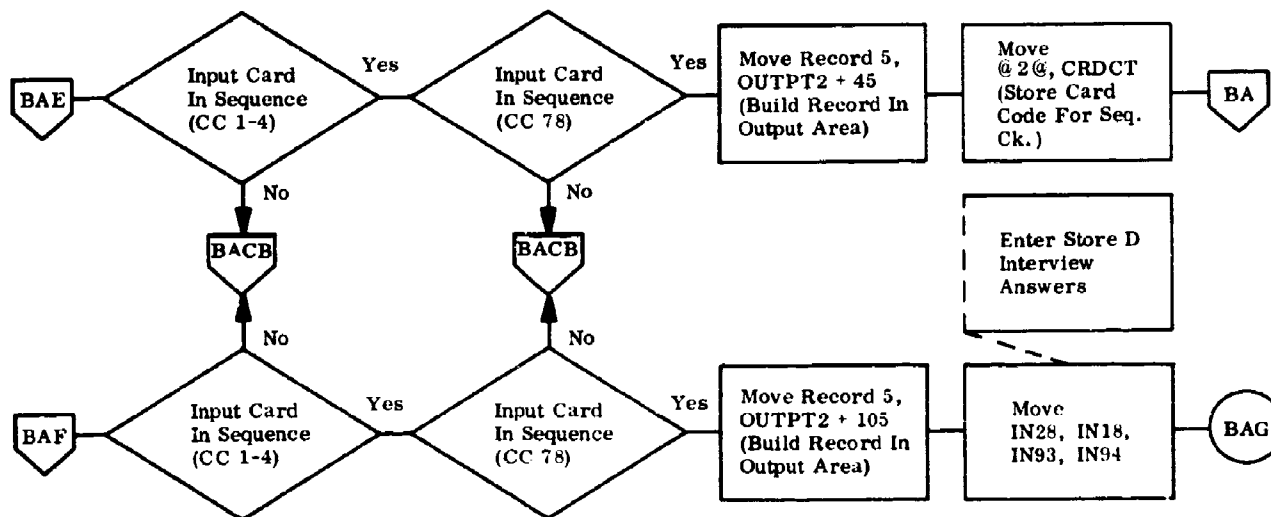 BAE
Input Card
In Sequence
(CC 1-4)
Yes
No
Input Card
In Sequence
(CC 78)
Yes
No
Move Record 5,
OUTPT2 + 45
(Build Record In
Output Area)
Move
@ 2@, CRDCT
(Store Card
Code For Seq.
Ck.)
BA
BACB
BACB
Enter Store D
Interview
Answers
BAF
No
Input Card
In Sequence
(CC 1-4)
Yes
No
Input Card
In Sequence
(CC 78)
Yes
Move Record 5,
OUTPT2 + 105
(Build Record In
Output Area)
Move
IN28, IN18,
IN93, IN94
BAG